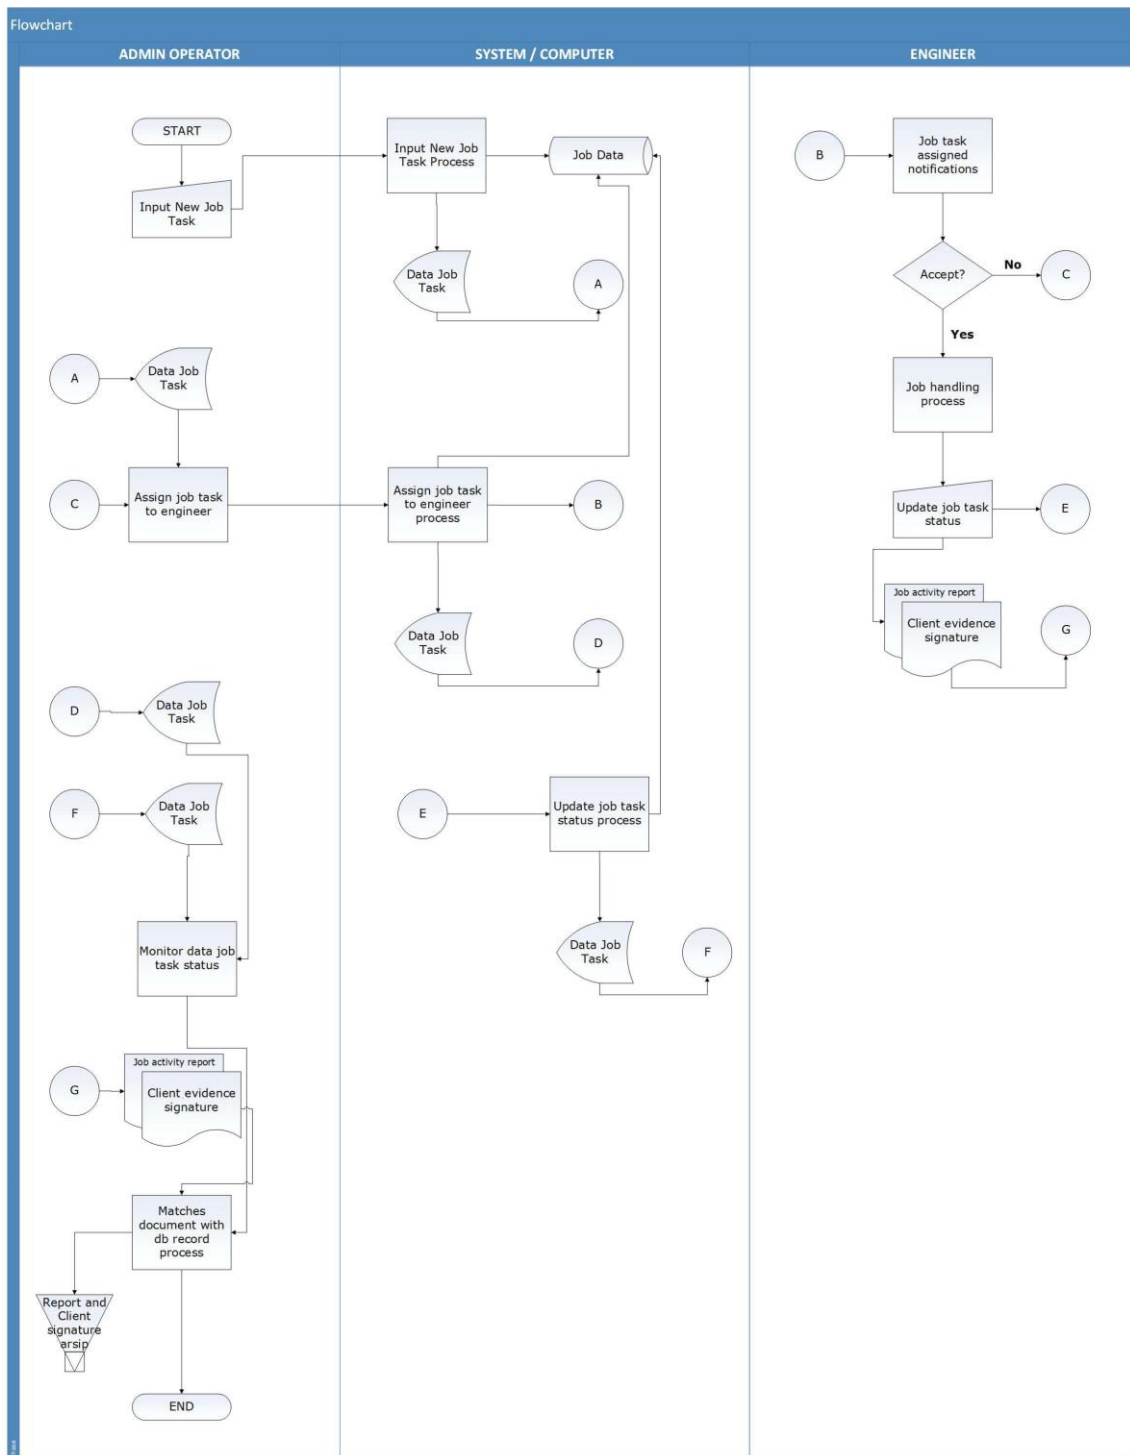 Flowchart
ADMIN OPERATOR
SYSTEM / COMPUTER
ENGINEER
START
Input New Job
Task
A
Data Job
Task
C
Assign job task
to engineer
D
Data Job
Task
F
Data Job
Task
Monitor data job
task status
G
Job activity report
Client evidence
signature
Matches
document with
db record
process
Report and
Client
signature
arsip
END
Input New Job
Task Process
Job Data
Data Job
Task
A
Assign job task
to engineer
process
B
Data Job
Task
D
E
Update job task
status process
Data Job
Task
F
B
Job task
assigned
notifications
Accept?
No
C
Yes
Job handling
process
Update job task
status
E
Job activity report
Client evidence
signature
G